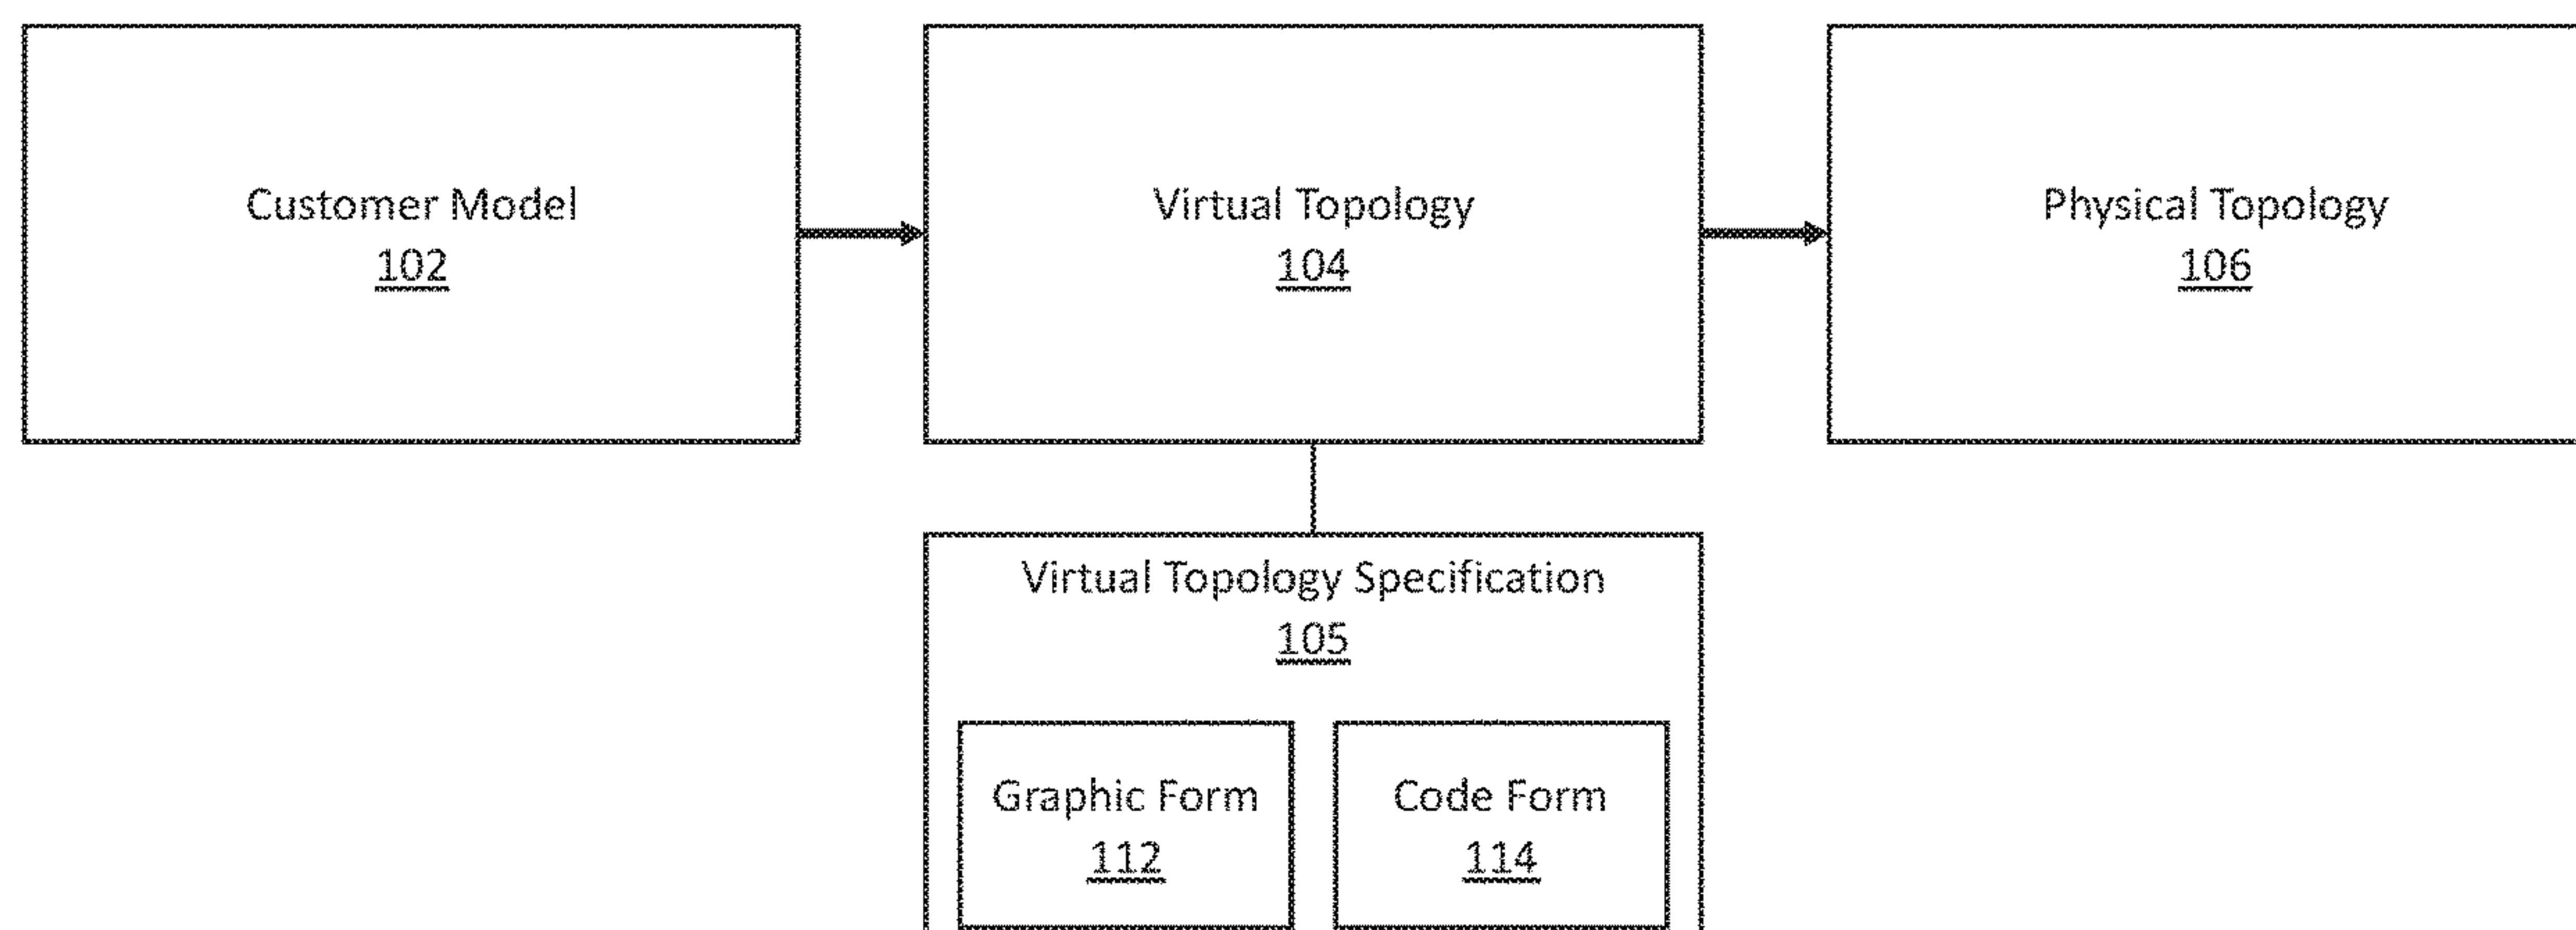 Customer Model
102
Virtual Topology
104
Physical Topology
106
Virtual Topology Specification
105
Graphic Form
112
Code Form
114